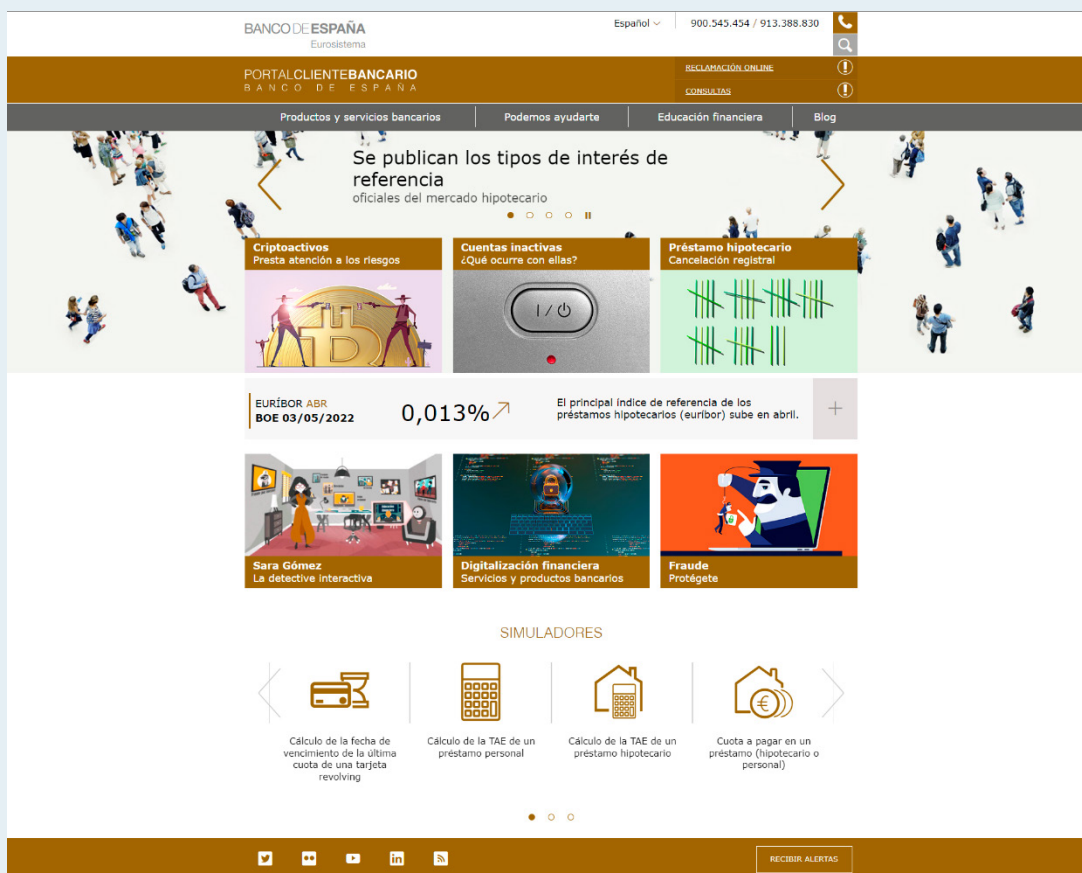 BANCO DE ESPAÑA
Eurosistema
Español
900.545.454 / 913.388.830
PORTALCLIENTEBANCARIO
BANCO DE ESPAÑA
RECLAMACIÓN ONLINE
CONSULTAS
Productos y servicios bancarios
Podemos ayudarte
Educación financiera
Blog
Se publican los tipos de interés de
referencia
oficiales del mercado hipotecario
Criptoactivos
Presta atención a los riesgos
Cuentas inactivas
¿Qué ocurre con ellas?
Préstamo hipotecario
Cancelación registral
EURÍBOR ABR
BOE 03/05/2022
0,013%
El principal índice de referencia de los
préstamos hipotecarios (euríbor) sube en abril.
Sara Gómez
La detective interactiva
Digitalización financiera
Servicios y productos bancarios
Fraude
Protégete
SIMULADORES
Cálculo de la fecha de
vencimiento de la última
cuota de una tarjeta
revolving
Cálculo de la TAE de un
préstamo personal
Cálculo de la TAE de un
préstamo hipotecario
Cuota a pagar en un
préstamo (hipotecario o
personal)
RECIBIR ALERTAS